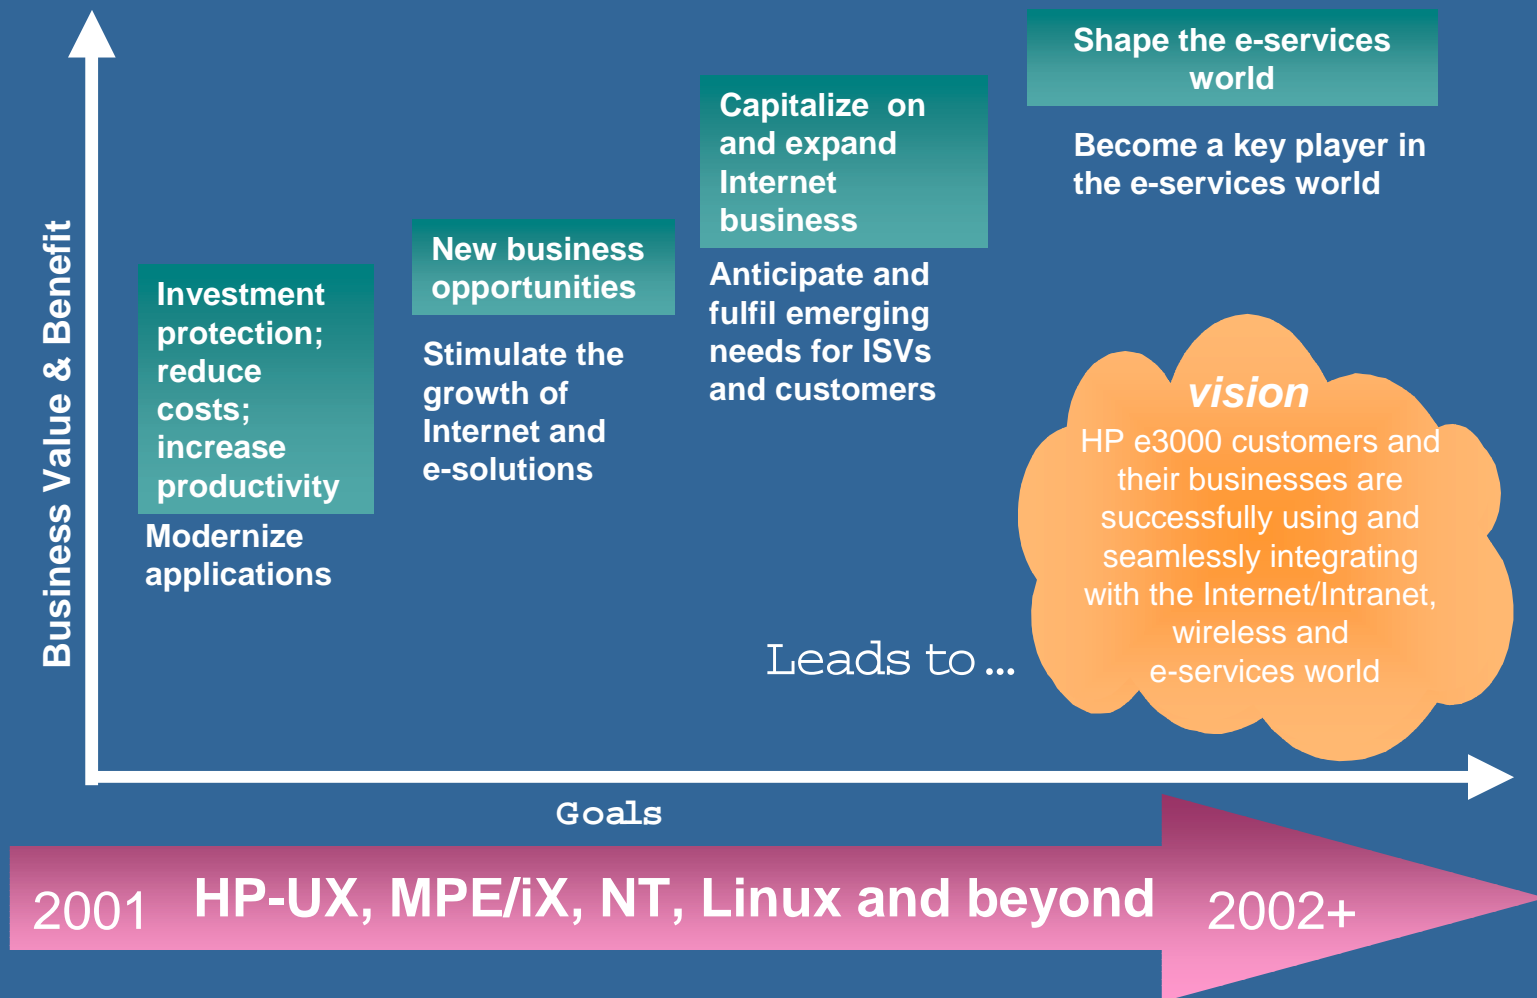 Business Value & Benefit
Investment
protection;
reduce
costs;
increase
productivity
Modernize
applications
New business
opportunities
Stimulate the
growth of
Internet and
e-solutions
Capitalize on
and expand
Internet
business
Anticipate and
fulfil emerging
needs for ISVs
and customers
Shape the e-services
world
Become a key player in
the e-services world
vision
HP e3000 customers and
their businesses are
successfully using and
seamlessly integrating
with the Internet/Intranet,
wireless and
e-services world
Leads to ...
Goals
2001 HP-UX, MPE/iX, NT, Linux and beyond 2002+